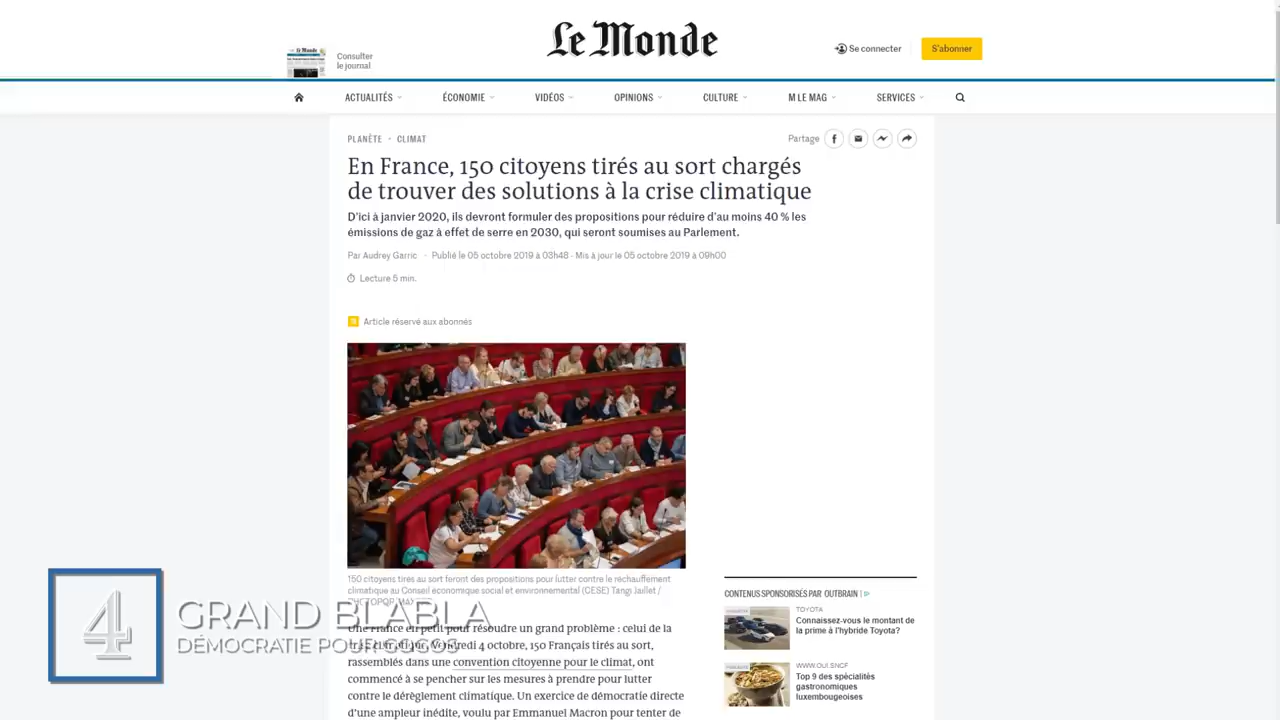 Le Monde
Consulter
le journal
Se connecter
S'abonner
ACTUALITÉS
ÉCONOMIE
VIDÉOS
OPINIONS
CULTURE
M LE MAG
SERVICES
PLANÈTE · CLIMAT
Partage
En France, 150 citoyens tirés au sort chargés
de trouver des solutions à la crise climatique
D'ici à janvier 2020, ils devront formuler des propositions pour réduire d'au moins 40 % les
émissions de gaz à effet de serre en 2030, qui seront soumises au Parlement.
Par Audrey Garric · Publié le 05 octobre 2019 à 03h48 - Mis à jour le 05 octobre 2019 à 09h00
Lecture 5 min.
Article réservé aux abonnés
150 citoyens tirés au sort feront des propositions pour lutter contre le réchauffement
climatique au Conseil économique social et environnemental (CESE) Tangi Jaillet /
Une France en petit pour résoudre un grand problème : celui de la
Vendredi 4 octobre, 150 Français tirés au sort,
rassemblés dans une convention citoyenne pour le climat, ont
commencé à se pencher sur les mesures à prendre pour lutter
contre le dérèglement climatique. Un exercice de démocratie directe
d'une ampleur inédite, voulu par Emmanuel Macron pour tenter de
CONTENUS SPONSORISÉS PAR OUTBRAIN
TOYOTA
Connaissez-vous le montant de
la prime à l'hybride Toyota?
WWW.OUI.SNCF
Top 9 des spécialités
gastronomiques
luxembourgeoises
4
GRAND BLABLA
DÉMOCRATIE POUR GOGOS